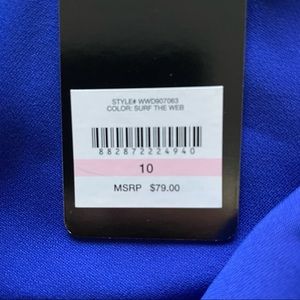 STYLE# WWD907063
COLOR: SURF THE WEB
882872224940
10
MSRP $79.00